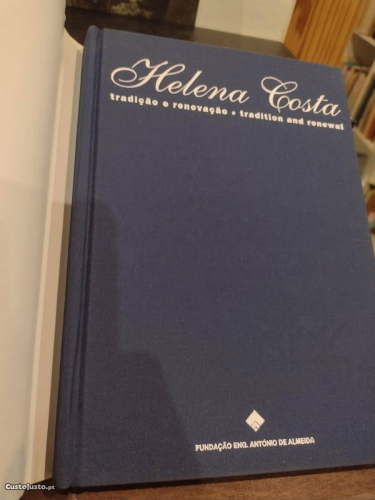 Helena Costa
tradição e renovação • tradition and renewal
FUNDAÇÃO ENG. ANTÓNIO DE ALMEIDA
CustoJusto.pt